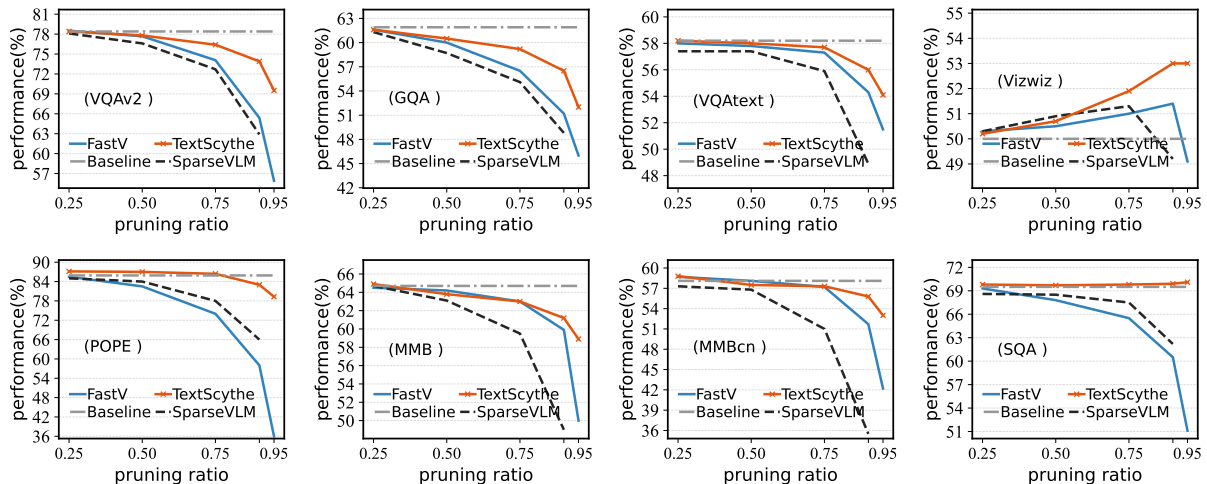 performance(%)
81
78
75
72
69
66
63
60
57
(VQAv2 )
FastV
TextScythe
Baseline
SparseVLM
0.25
0.50
0.75
0.95
pruning ratio
performance(%)
63
60
57
54
51
48
45
42
(GQA )
FastV
TextScythe
Baseline
SparseVLM
0.25
0.50
0.75
0.95
pruning ratio
performance(%)
60
58
56
54
52
50
48
(VQAtext )
FastV
TextScythe
Baseline
SparseVLM
0.25
0.50
0.75
0.95
pruning ratio
performance(%)
55
54
53
52
51
50
49
(Vizwiz )
FastV
TextScythe
Baseline
SparseVLM
0.25
0.50
0.75
0.95
pruning ratio
performance(%)
90
84
78
72
66
60
54
48
42
36
(POPE )
FastV
TextScythe
Baseline
SparseVLM
0.25
0.50
0.75
0.95
pruning ratio
performance(%)
66
64
62
60
58
56
54
52
50
(MMB )
FastV
TextScythe
Baseline
SparseVLM
0.25
0.50
0.75
0.95
pruning ratio
performance(%)
60
57
54
51
48
45
42
39
36
(MMBcn )
FastV
TextScythe
Baseline
SparseVLM
0.25
0.50
0.75
0.95
pruning ratio
performance(%)
72
69
66
63
60
57
54
51
(SQA )
FastV
TextScythe
Baseline
SparseVLM
0.25
0.50
0.75
0.95
pruning ratio